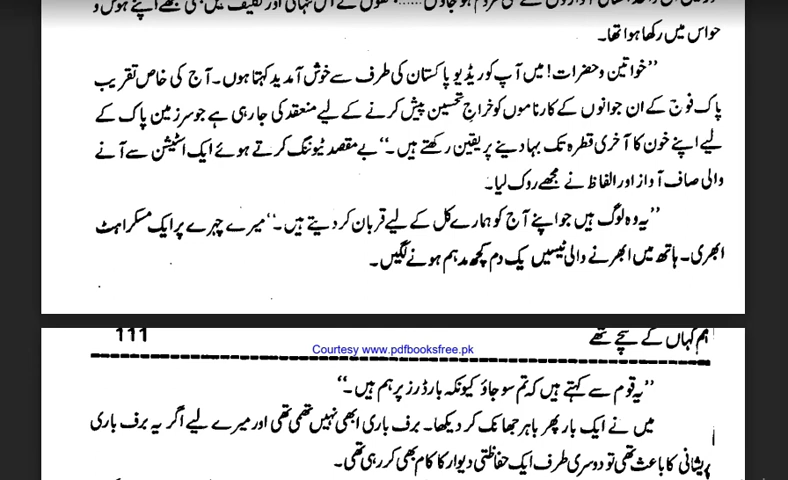 حواس میں رکھا ہوا تھا۔
’’خواتین و حضرات! میں آپ کو ریڈیو پاکستان کی طرف سے خوش آمدید کہتا ہوں۔ آج کی خاص تقریب
پاک فوج کے ان جوانوں کے کارناموں کو خراج تحسین پیش کرنے کے لیے منعقد کی جا رہی ہے جو سرزمین پاک کے
لیے اپنے خون کا آخری قطرہ تک بہا دینے پر یقین رکھتے ہیں۔‘‘ بے مقصد ٹیوننگ کرتے ہوئے ایک اسٹیشن سے آنے
والی صاف آواز اور الفاظ نے مجھے روک لیا۔
’’یہ وہ لوگ ہیں جو اپنے آج کو ہمارے کل کے لیے قربان کر دیتے ہیں۔‘‘ میرے چہرے پر ایک مسکراہٹ
ابھری۔ ہاتھ میں ابھرنے والی ٹیسیں یک دم کچھ مدہم ہونے لگیں۔
ہم کہاں کے سچے تھے 111
Courtesy www.pdfbooksfree.pk
’’یہ قوم سے کہتے ہیں کہ تم سو جاؤ کیونکہ بارڈرز پر ہم ہیں۔‘‘
میں نے ایک بار پھر باہر جھانک کر دیکھا۔ برف باری ابھی نہیں تھمی تھی اور میرے لیے اگر یہ برف باری
پریشانی کا باعث تھی تو دوسری طرف ایک حفاظتی دیوار کا کام بھی کر رہی تھی۔